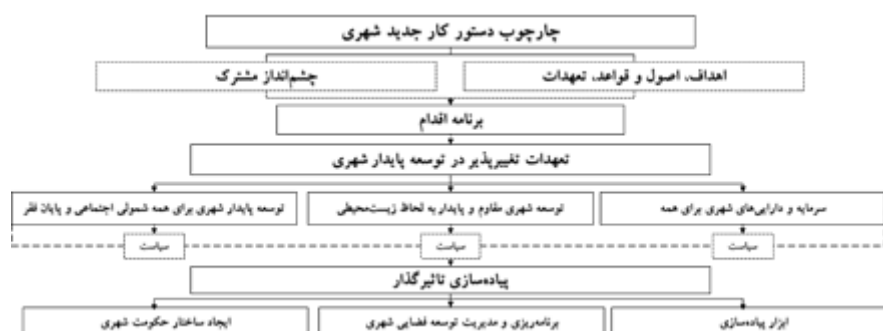 چارچوب دستور کار جدید شهری
اهداف، اصول و قواعد، تعهدات
چشم‌انداز مشترک
برنامه اقدام
تعهدات تغییرپذیر در توسعه پایدار شهری
سرمایه و دارایی‌های شهری برای همه
توسعه شهری مقاوم و پایدار به لحاظ زیست‌محیطی
توسعه پایدار شهری برای همه شمولی اجتماعی و پایان فقر
سیاست
سیاست
سیاست
پیاده‌سازی تاثیرگذار
ابزار پیاده‌سازی
برنامه‌ریزی و مدیریت توسعه فضایی شهری
ایجاد ساختار حکومت شهری